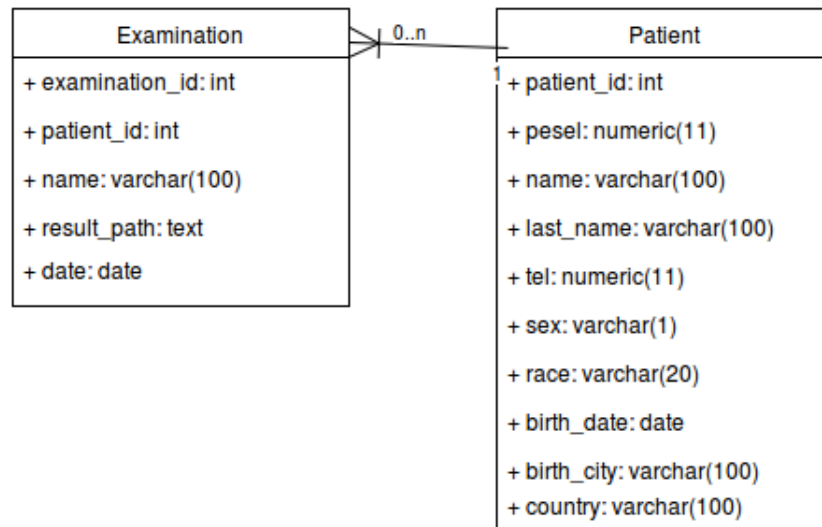 Examination
+ examination_id: int
+ patient_id: int
+ name: varchar(100)
+ result_path: text
+ date: date
0..n
1
Patient
+ patient_id: int
+ pesel: numeric(11)
+ name: varchar(100)
+ last_name: varchar(100)
+ tel: numeric(11)
+ sex: varchar(1)
+ race: varchar(20)
+ birth_date: date
+ birth_city: varchar(100)
+ country: varchar(100)